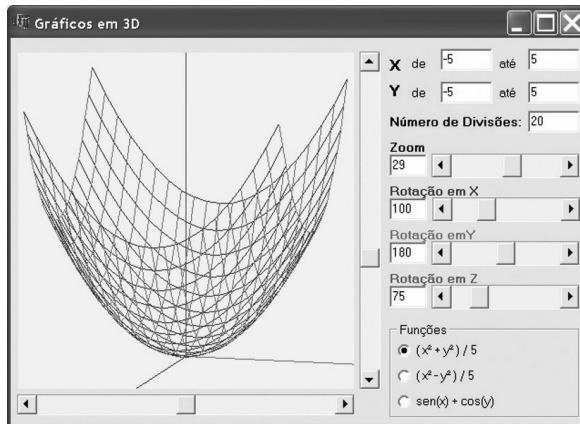 Gráficos em 3D
X de -5 até 5
Y de -5 até 5
Número de Divisões: 20
Zoom
29
Rotação em X
100
Rotação emY
180
Rotação em Z
75
Funções
(x²+y²) / 5
(x²-y²) / 5
sen(x) + cos(y)